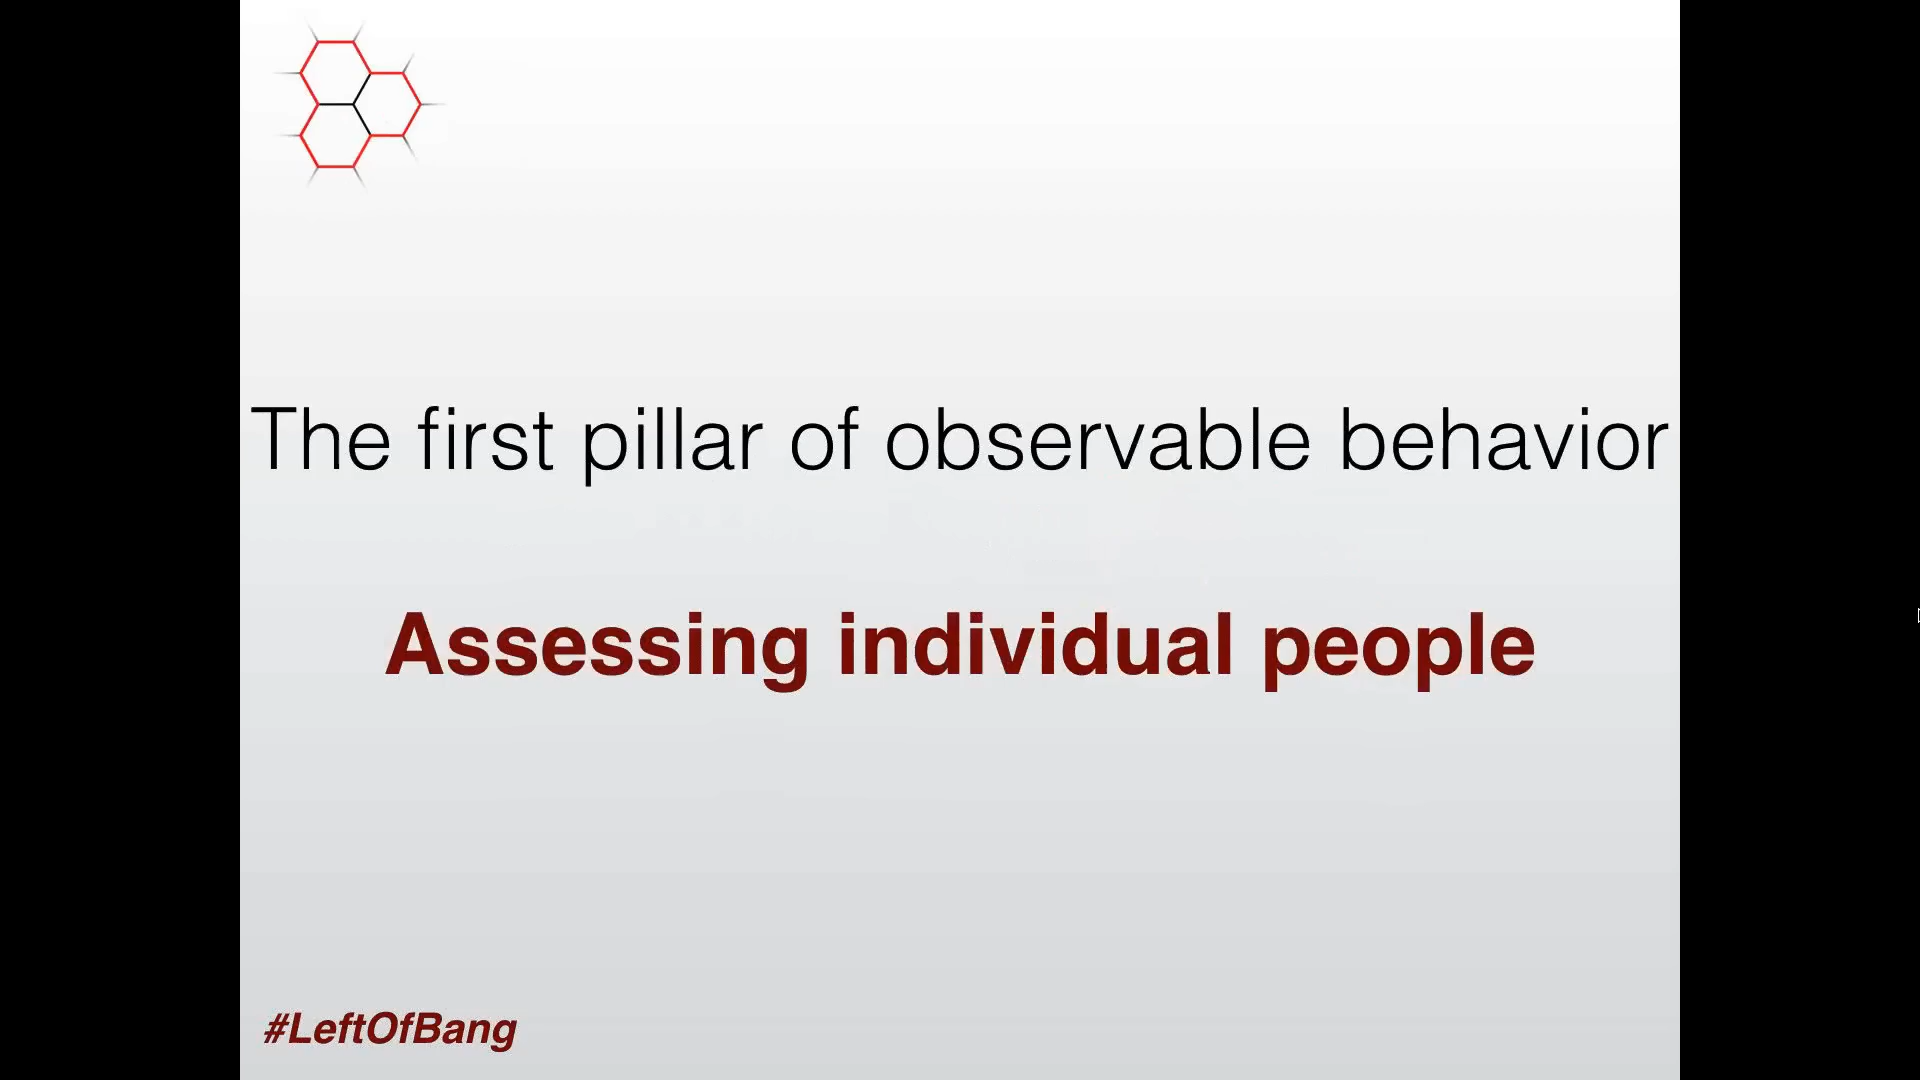 The first pillar of observable behavior
Assessing individual people
#LeftOfBang